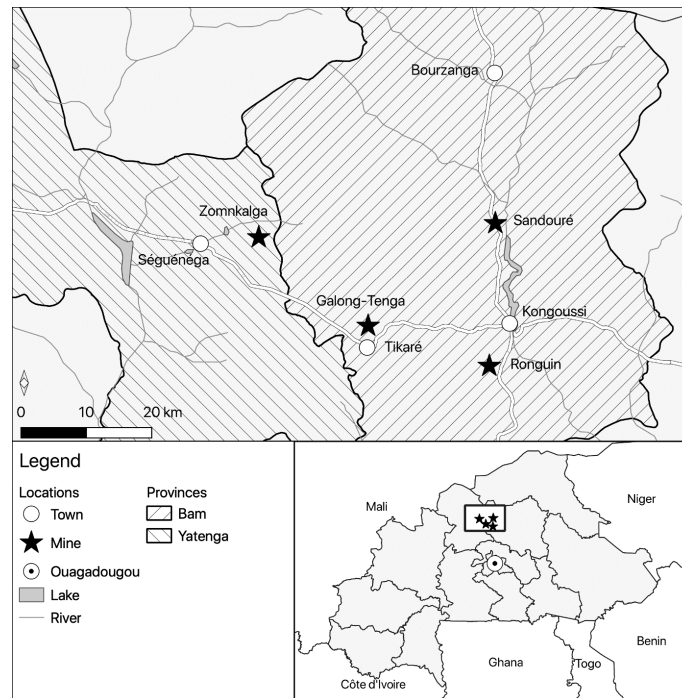 Bourzanga
Zomnkalga
Sandouré
Séguénéga
Galong-Tenga
Kongoussi
Tikaré
Ronguin
0 10 20 km
Legend
Locations
Provinces
Town
Bam
Mine
Yatenga
Ouagadougou
Lake
River
Mali
Niger
Benin
Ghana
Togo
Côte d'Ivoire